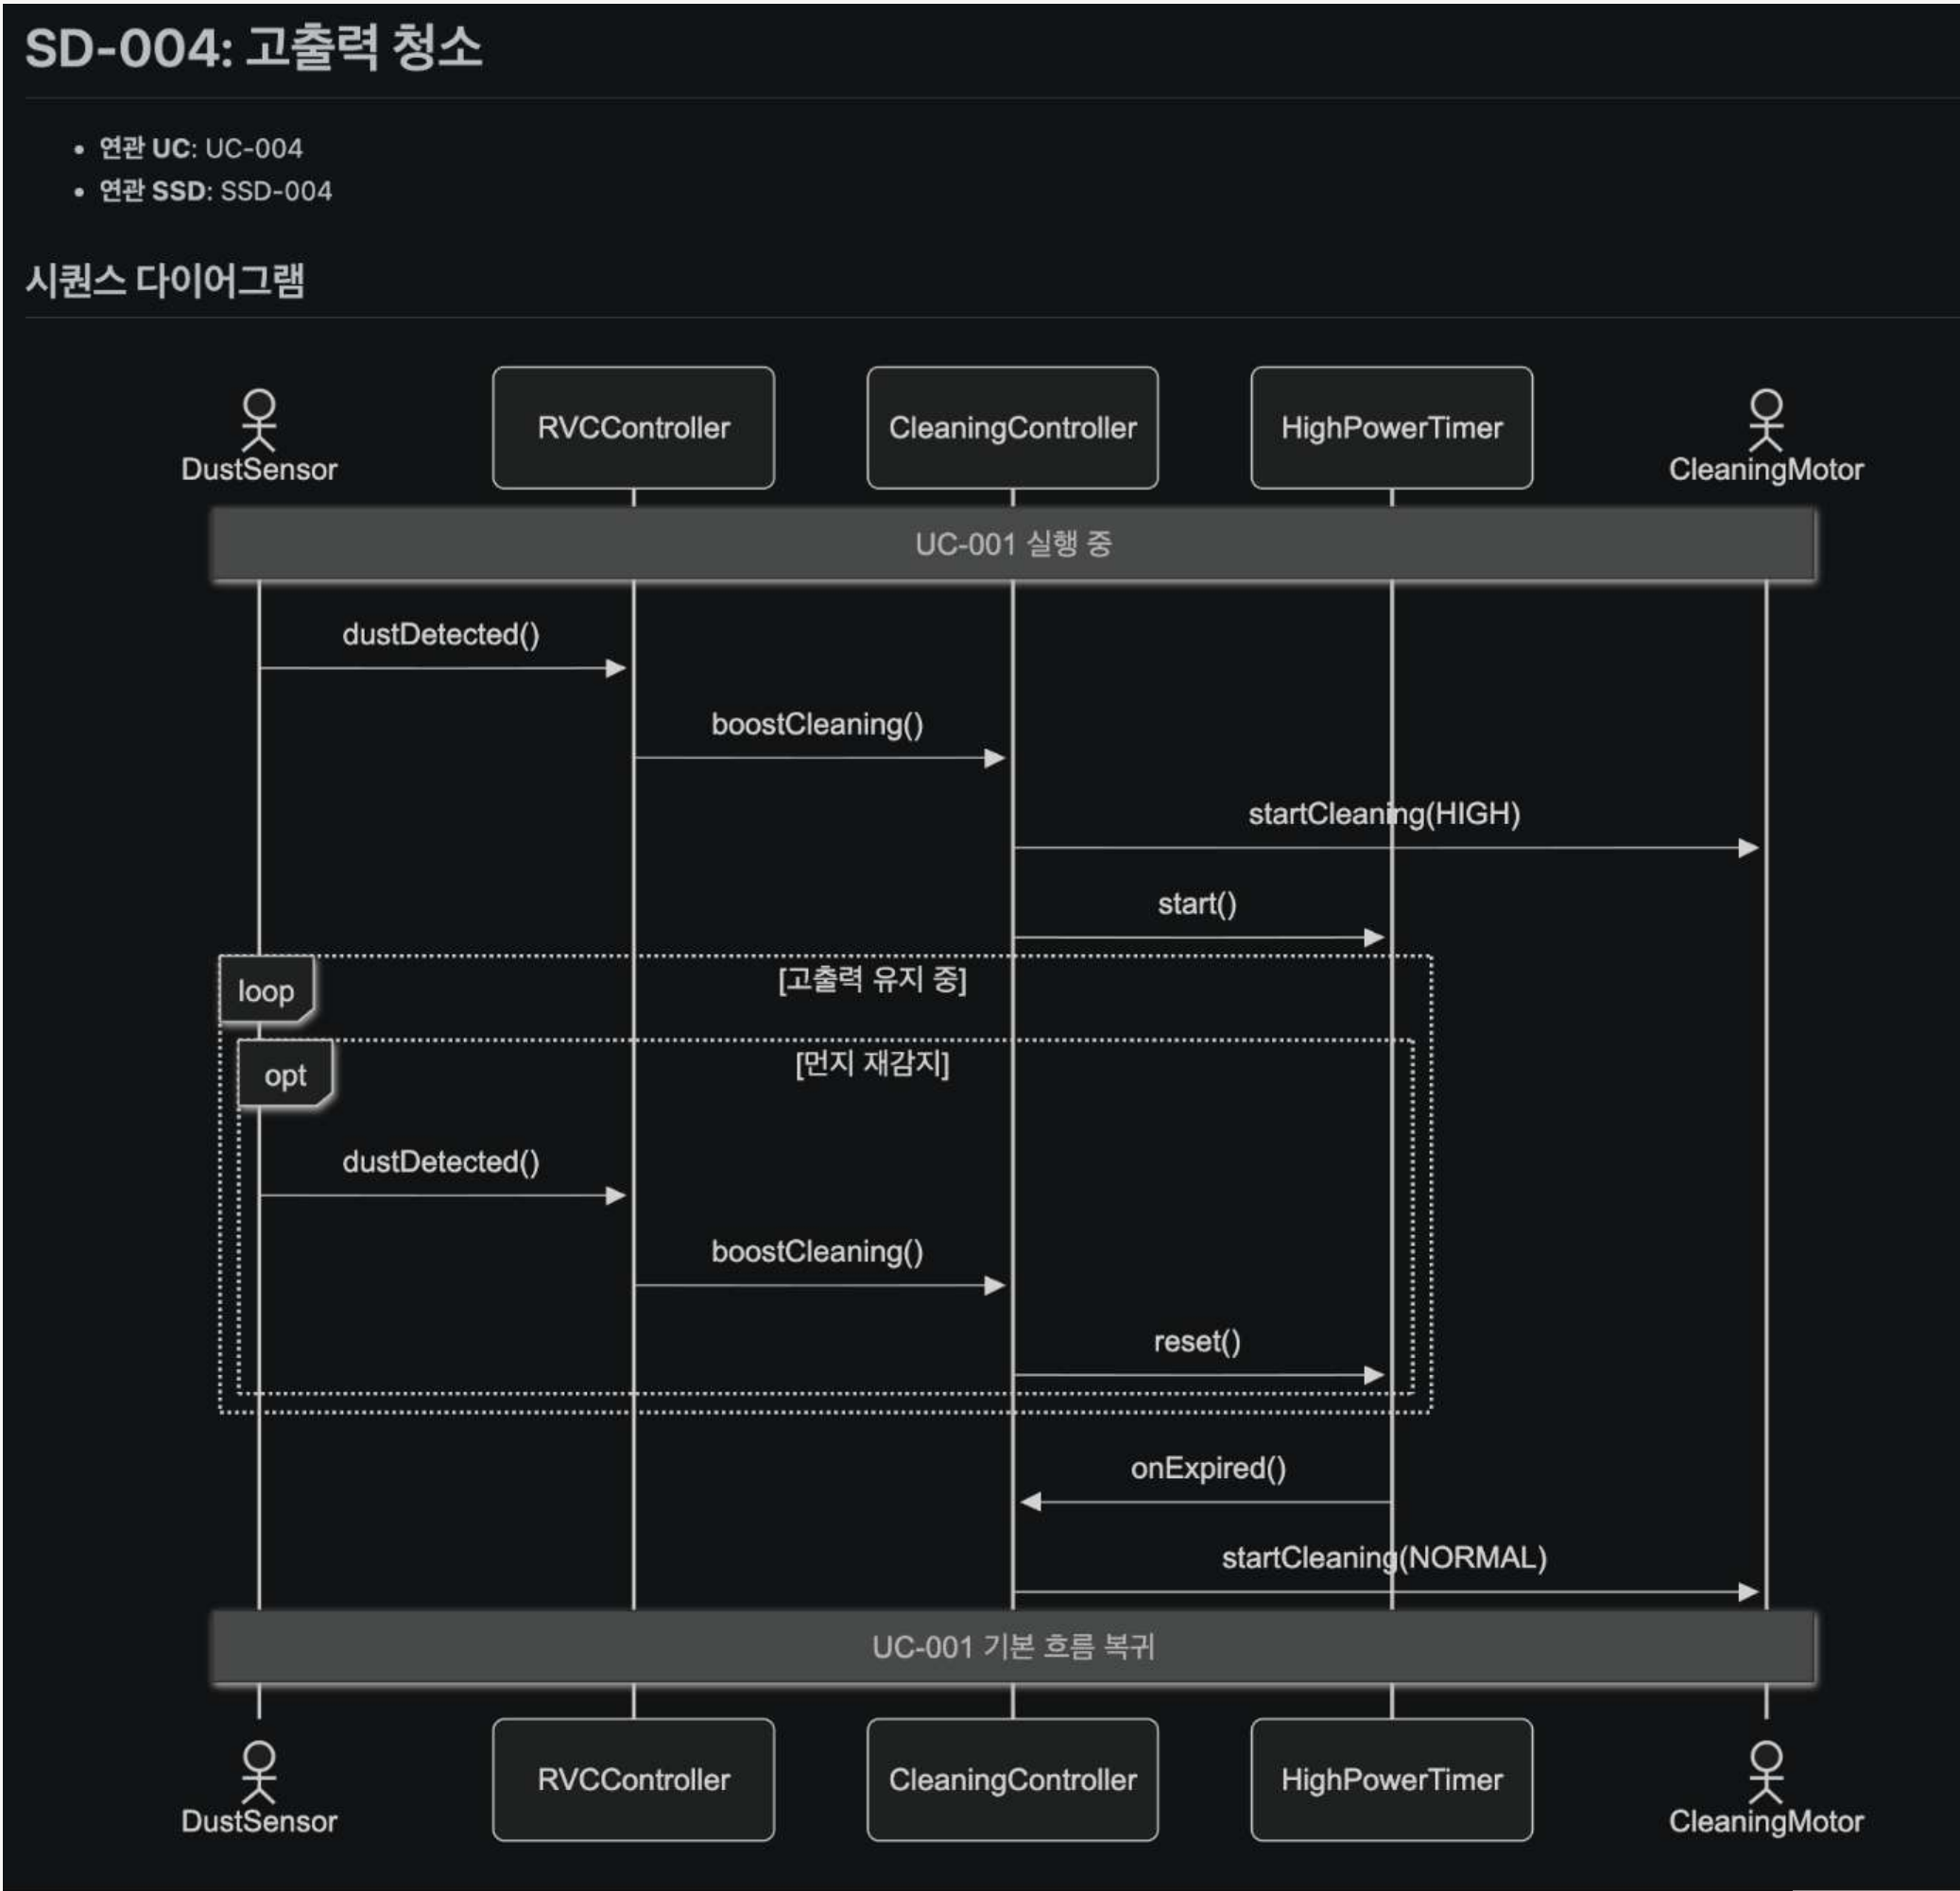 SD-004: 고출력 청소
연관 UC: UC-004
연관 SSD: SSD-004
시퀀스 다이어그램
DustSensor RVCController CleaningController HighPowerTimer CleaningMotor
UC-001 실행 중
dustDetected()
boostCleaning()
startCleaning(HIGH)
start()
loop [고출력 유지 중]
opt [먼지 재감지]
dustDetected()
boostCleaning()
reset()
onExpired()
startCleaning(NORMAL)
UC-001 기본 흐름 복귀
DustSensor RVCController CleaningController HighPowerTimer CleaningMotor